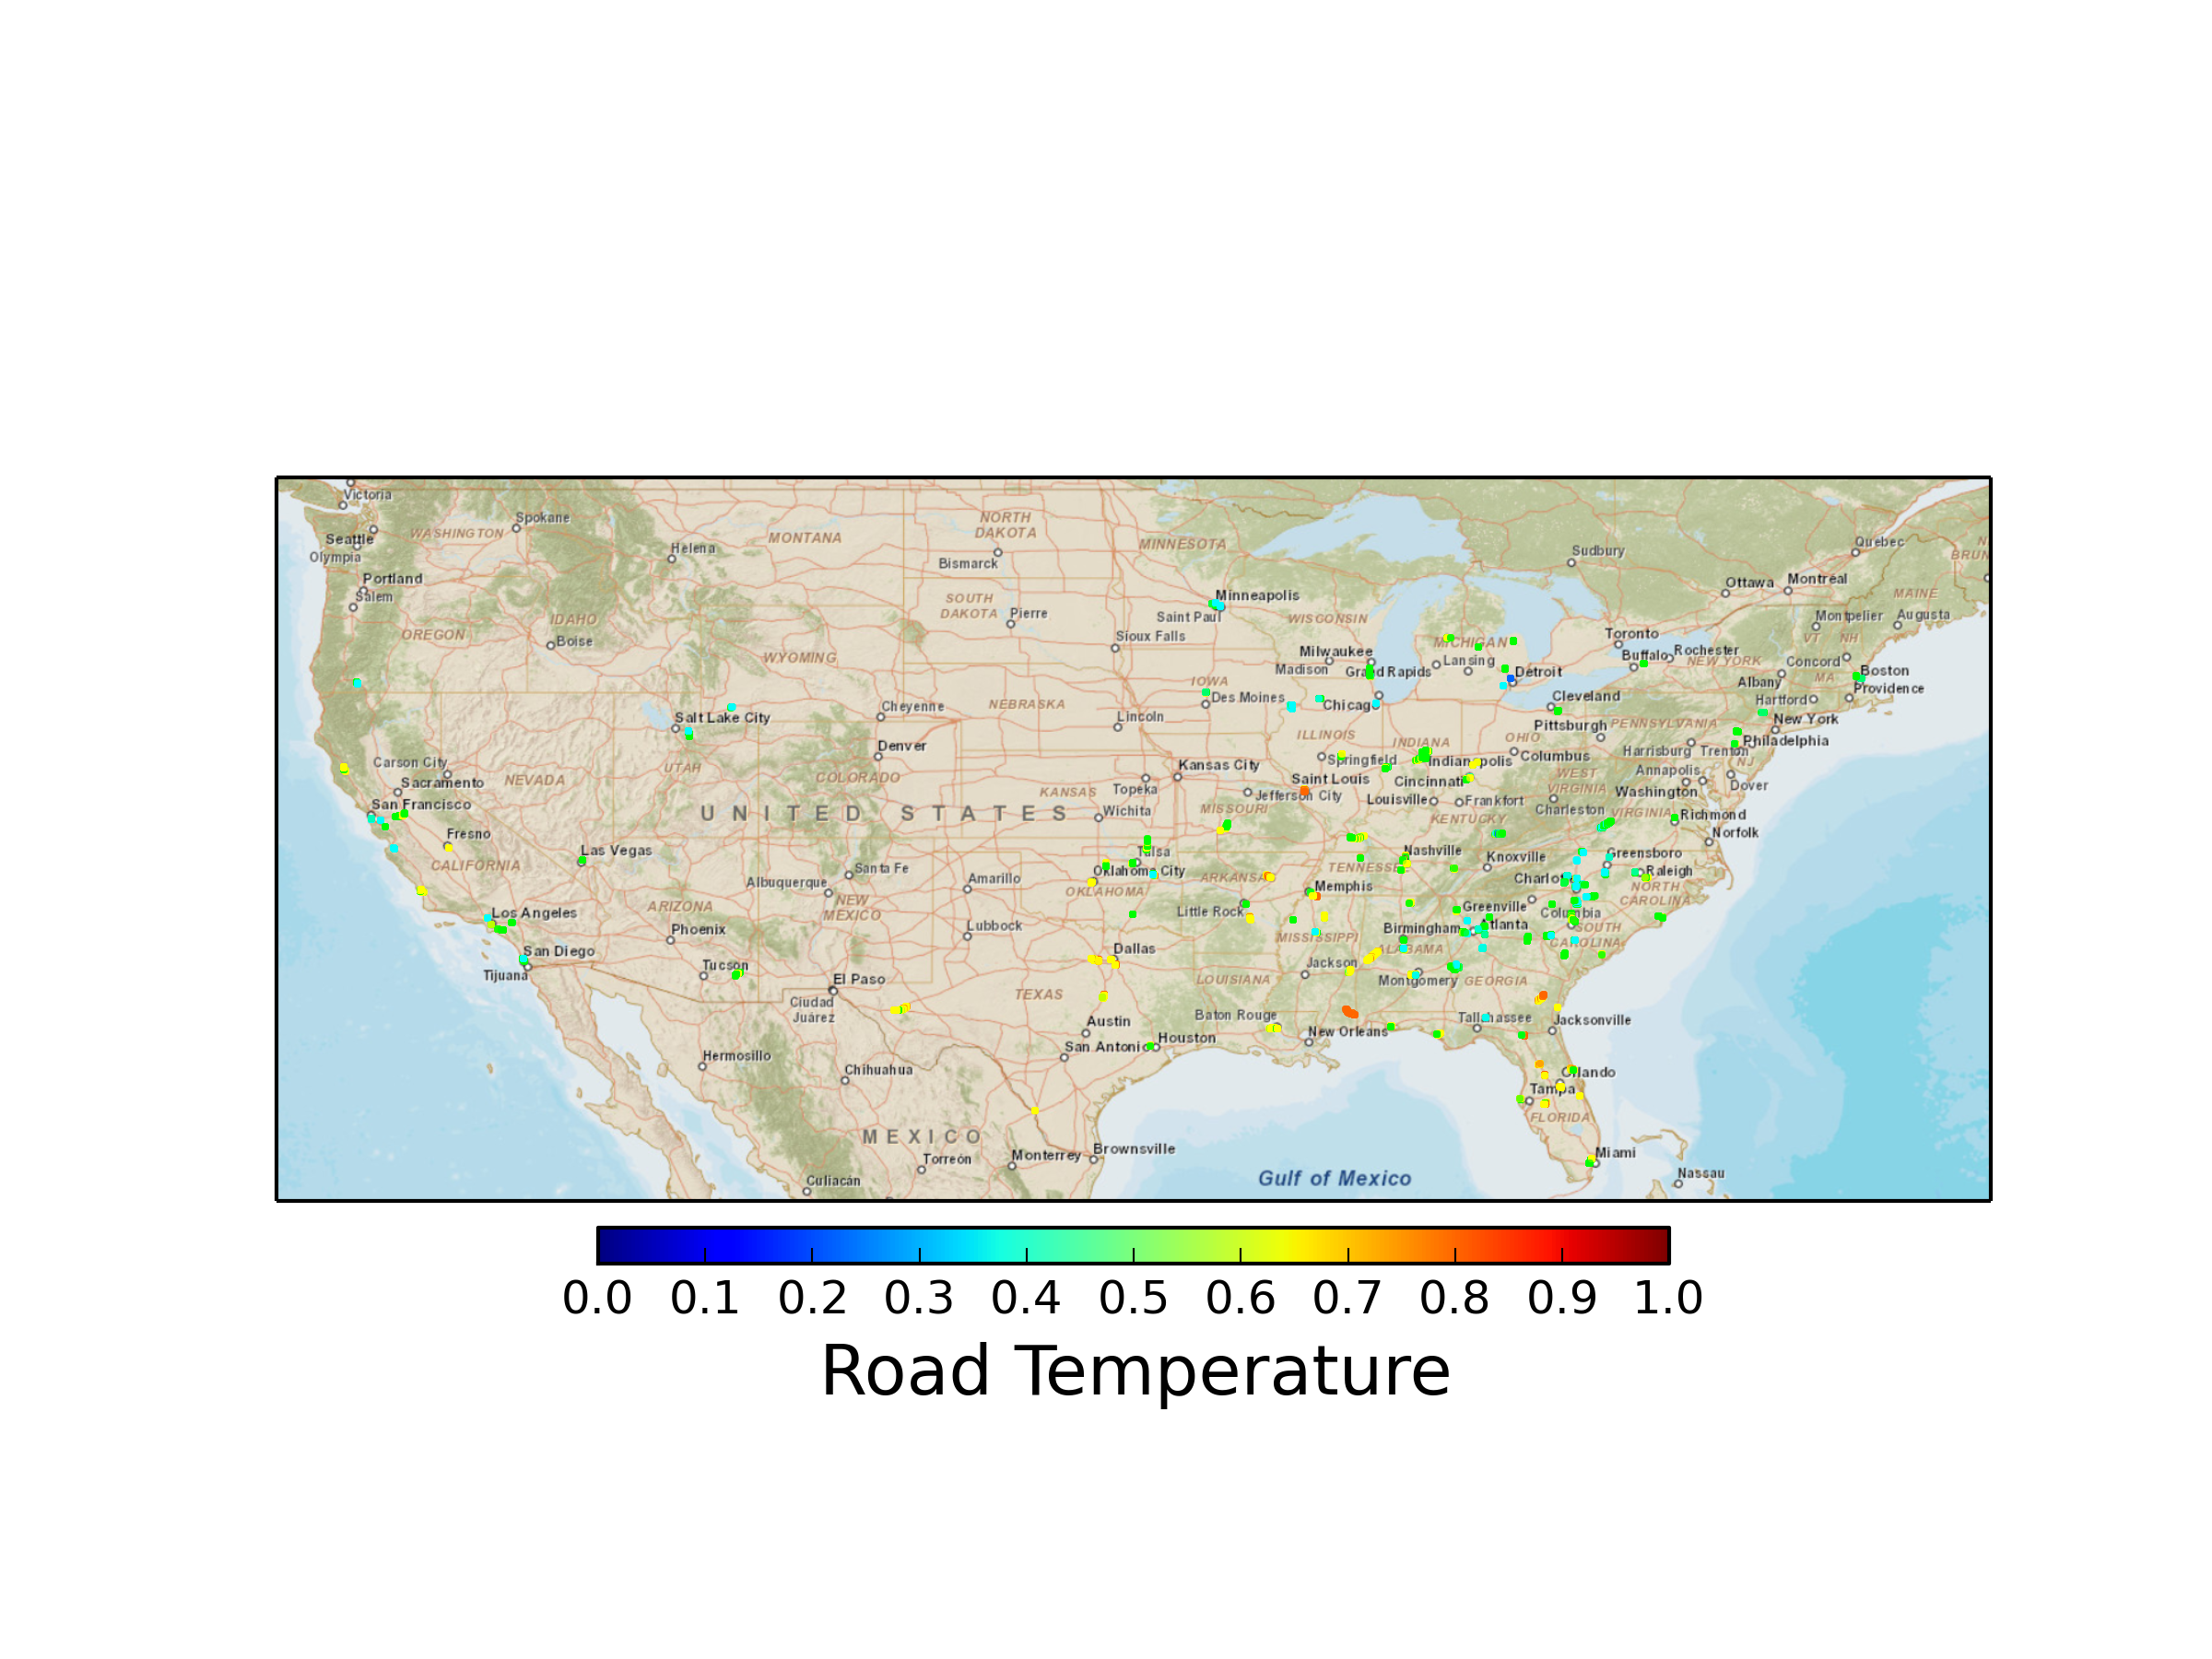 Victoria
Spokane
WASHINGTON
Seattle
Olympia
Helena
MONTANA
NORTH
DAKOTA
Bismarck
MINNESOTA
Sudbury
Quebec
Portland
Salem
IDAHO
OREGON
Boise
SOUTH
DAKOTA
Pierre
Minneapolis
Saint Paul
WISCONSIN
Sioux Falls
Ottawa
Montréal
MAINE
Montpelier
Augusta
VT
NH
WYOMING
Milwaukee
Madison
Grand Rapids
MICHIGAN
Lansing
Detroit
Toronto
Buffalo
Rochester
NEW YORK
Concord
Albany
MA
Boston
Providence
Hartford
IOWA
Des Moines
Chicago
Cleveland
Salt Lake City
Cheyenne
NEBRASKA
Lincoln
Pittsburgh
PENNSYLVANIA
New York
Philadelphia
Harrisburg
Trenton
NJ
Denver
ILLINOIS
INDIANA
OHIO
Columbus
Carson City
Sacramento
NEVADA
UTAH
COLORADO
Kansas City
Springfield
Indianapolis
WEST
VIRGINIA
Annapolis
Washington
Dover
San Francisco
UNITED STATES
KANSAS
Topeka
Saint Louis
Jefferson City
MISSOURI
Cincinnati
Louisville
Frankfort
KENTUCKY
Charleston
VIRGINIA
Richmond
Norfolk
Wichita
Fresno
CALIFORNIA
Las Vegas
Santa Fe
Albuquerque
NEW
MEXICO
Amarillo
Tulsa
Oklahoma City
OKLAHOMA
ARKANSAS
Nashville
TENNESSEE
Knoxville
Greensboro
Raleigh
NORTH
CAROLINA
Memphis
Charlotte
Los Angeles
ARIZONA
Phoenix
Lubbock
Little Rock
Greenville
Columbia
SOUTH
CAROLINA
Birmingham
Atlanta
MISSISSIPPI
ALABAMA
San Diego
Tijuana
Tucson
El Paso
Dallas
LOUISIANA
Jackson
Montgomery
GEORGIA
Ciudad
Juárez
TEXAS
Austin
Baton Rouge
New Orleans
Tallahassee
Jacksonville
Hermosillo
Chihuahua
Houston
Orlando
Tampa
FLORIDA
MEXICO
Torreón
Monterrey
Brownsville
Culiacán
Gulf of Mexico
Miami
Nassau
0.0 0.1 0.2 0.3 0.4 0.5 0.6 0.7 0.8 0.9 1.0
Road Temperature